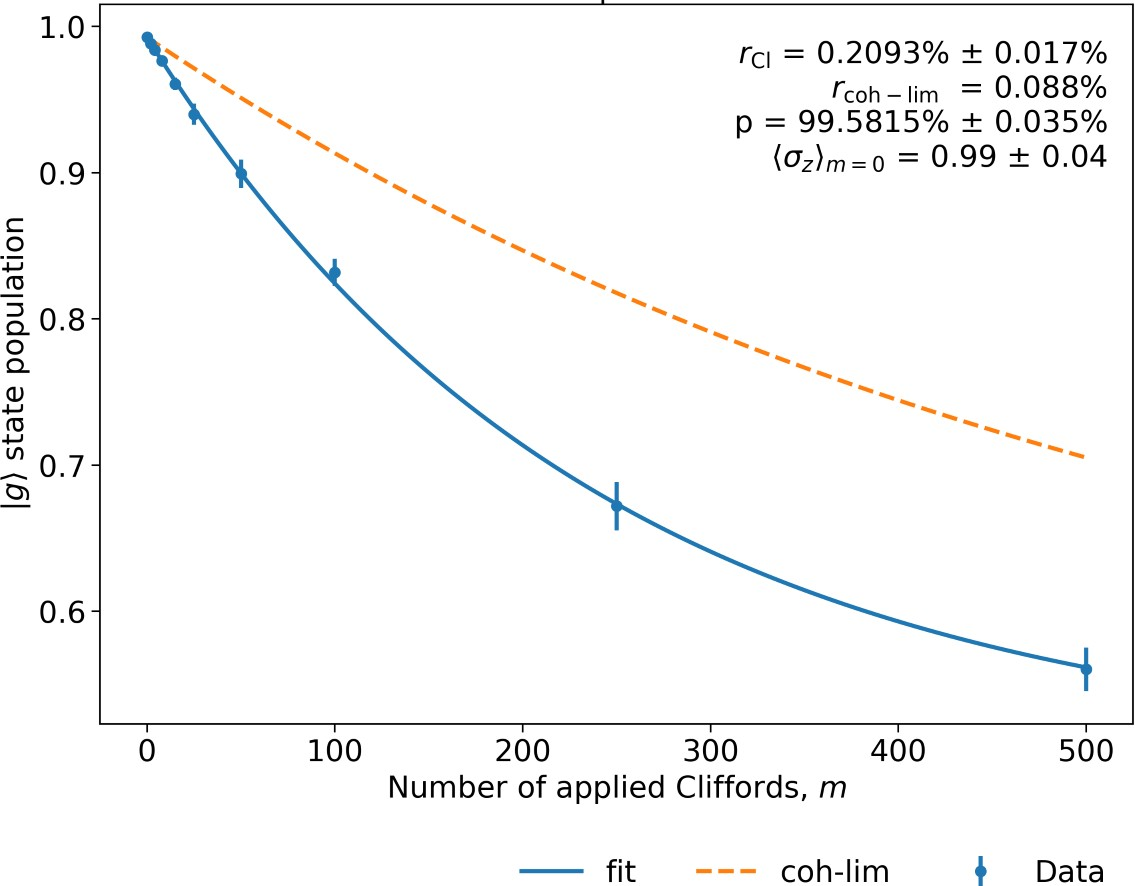 1.0
0.9
0.8
0.7
0.6
|g⟩ state population
r_Cl = 0.2093% ± 0.017%
r_coh−lim = 0.088%
p = 99.5815% ± 0.035%
⟨σ_z⟩_m=0 = 0.99 ± 0.04
0 100 200 300 400 500
Number of applied Cliffords, m
fit coh-lim Data